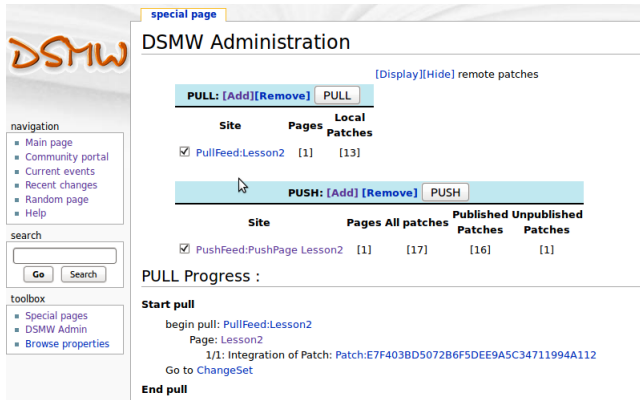 special page
DSMW
DSMW Administration
[Display][Hide] remote patches
PULL: [Add][Remove] PULL
Site Pages Local Patches
PullFeed:Lesson2 [1] [13]
PUSH: [Add] [Remove] PUSH
Site Pages All patches Published Patches Unpublished Patches
PushFeed:PushPage Lesson2 [1] [17] [16] [1]
PULL Progress :
Start pull
begin pull: PullFeed:Lesson2
Page: Lesson2
1/1: Integration of Patch: Patch:E7F403BD5072B6F5DEE9A5C34711994A112
Go to ChangeSet
End pull
navigation
Main page
Community portal
Current events
Recent changes
Random page
Help
search
Go Search
toolbox
Special pages
DSMW Admin
Browse properties